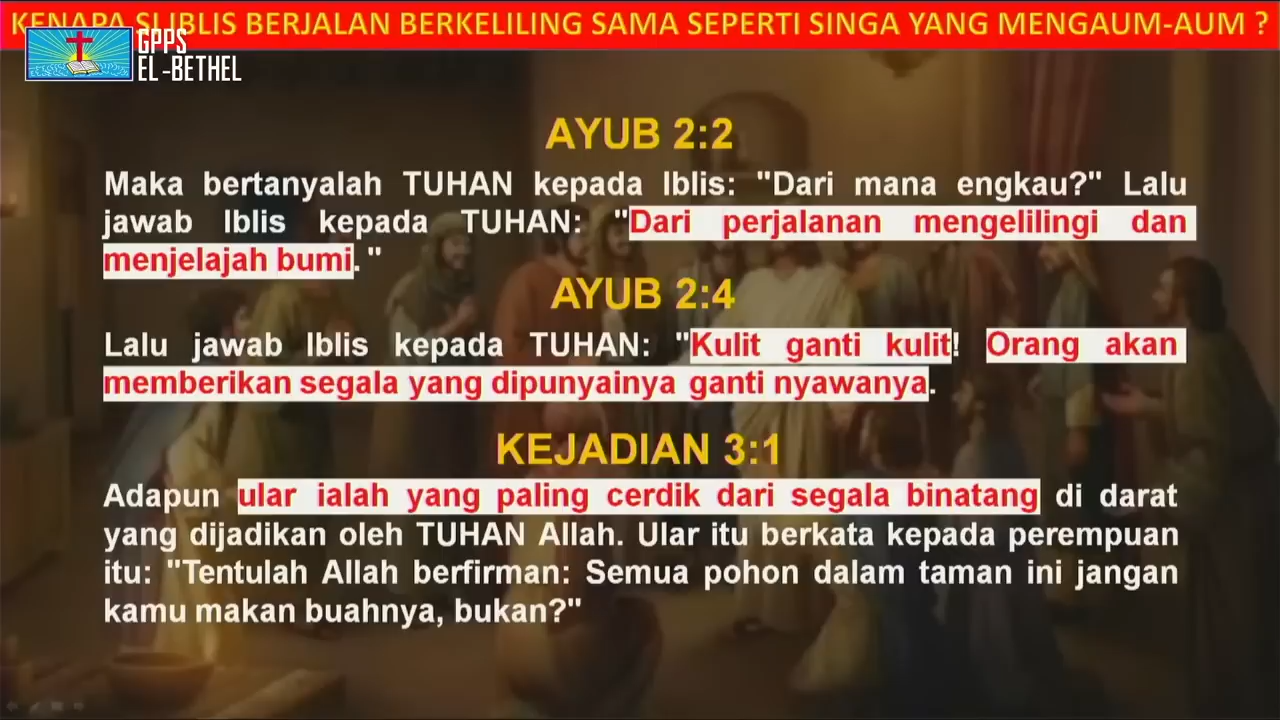 KENAPA SI IBLIS BERJALAN BERKELILING SAMA SEPERTI SINGA YANG MENGAUM-AUM ?
GPPS
EL-BETHEL
AYUB 2:2
Maka bertanyalah TUHAN kepada Iblis: "Dari mana engkau?" Lalu
jawab Iblis kepada TUHAN: "Dari perjalanan mengelilingi dan
menjelajah bumi."
AYUB 2:4
Lalu jawab Iblis kepada TUHAN: "Kulit ganti kulit! Orang akan
memberikan segala yang dipunyainya ganti nyawanya.
KEJADIAN 3:1
Adapun ular ialah yang paling cerdik dari segala binatang di darat
yang dijadikan oleh TUHAN Allah. Ular itu berkata kepada perempuan
itu: "Tentulah Allah berfirman: Semua pohon dalam taman ini jangan
kamu makan buahnya, bukan?"